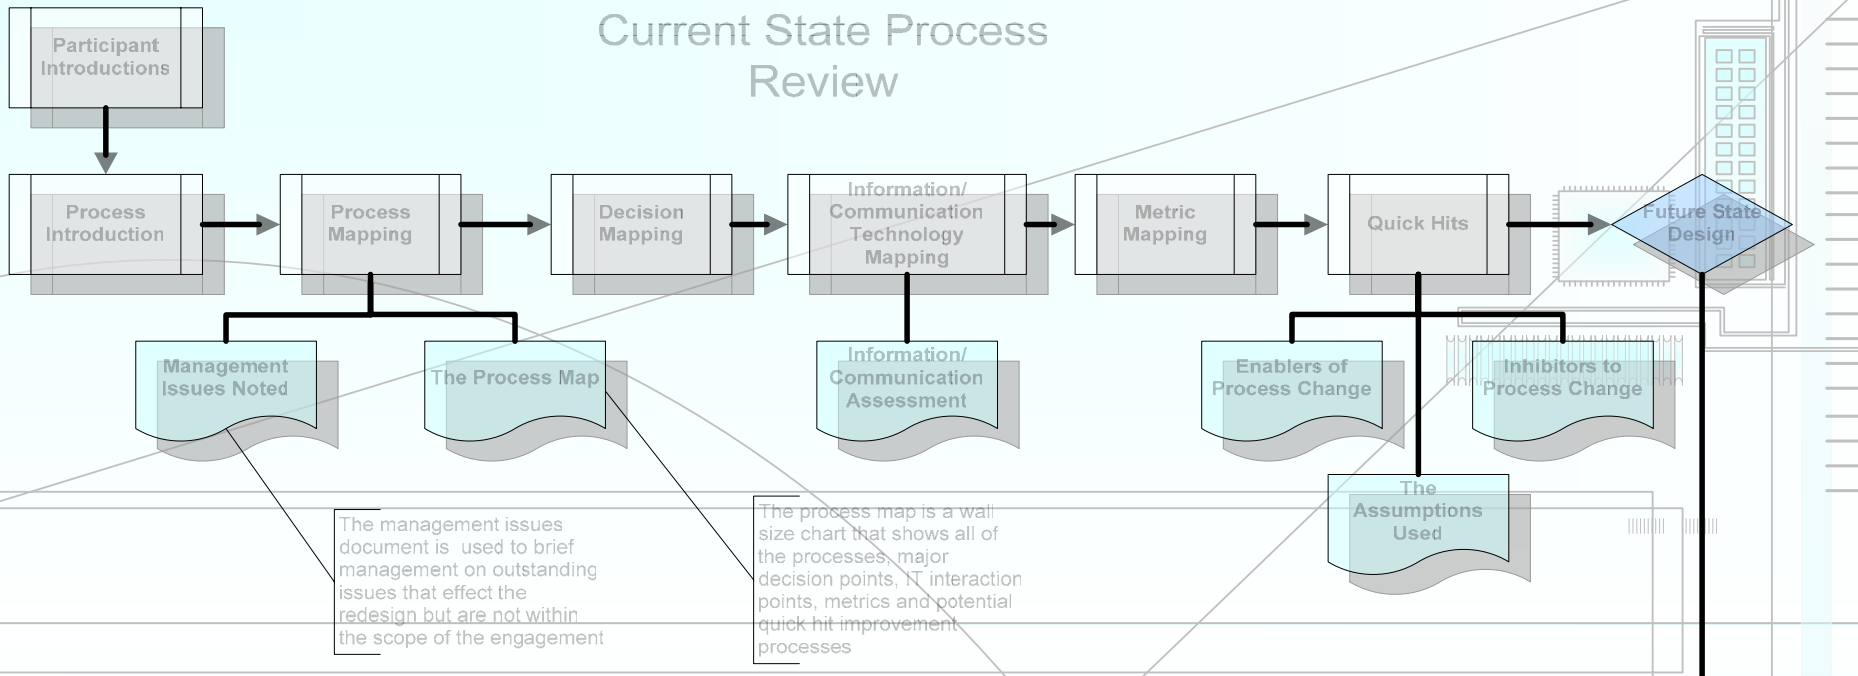 Current State Process
Review
Participant
Introductions
Process
Introduction
Process
Mapping
Decision
Mapping
Information/
Communication
Technology
Mapping
Metric
Mapping
Quick Hits
Future State
Design
Management
Issues Noted
The Process Map
Information/
Communication
Assessment
Enablers of
Process Change
Inhibitors to
Process Change
The
Assumptions
Used
The management issues
document is  used to brief
management on outstanding
issues that effect the
redesign but are not within
the scope of the engagement
The process map is a wall
size chart that shows all of
the processes, major
decision points, IT interaction
points, metrics and potential
quick hit improvement
processes